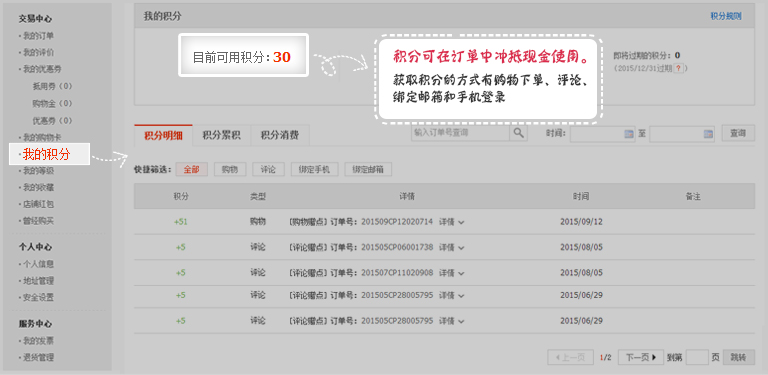 交易中心
·我的订单
·我的评价
·我的优惠券
抵用券（0）
购物金（0）
优惠券（0）
·我的购物卡
·我的积分
·我的等级
·我的收藏
·店铺红包
·曾经购买
个人中心
·个人信息
·地址管理
·安全设置
服务中心
·我的发票
·退货管理
我的积分
积分规则
目前可用积分:30
积分可在订单中冲抵现金使用。
获取积分的方式有购物下单、评论、
绑定邮箱和手机登录
即将过期的积分：0
(2015/12/31过期 ?)
积分明细 积分累积 积分消费
输入订单号查询 时间： 至 查询
快捷筛选： 全部 购物 评论 绑定手机 绑定邮箱
积分 类型 详情 时间 备注
+51 购物 [购物赠点] 订单号：201509CP12020714 详情 2015/09/12
+5 评论 [评论赠点] 订单号：201505CP06001738 详情 2015/08/05
+5 评论 [评论赠点] 订单号：201507CP11020908 详情 2015/08/05
+5 评论 [评论赠点] 订单号：201505CP28005795 详情 2015/06/29
+5 评论 [评论赠点] 订单号：201505CP28005795 详情 2015/06/29
上一页 1/2 下一页 到第 页 跳转